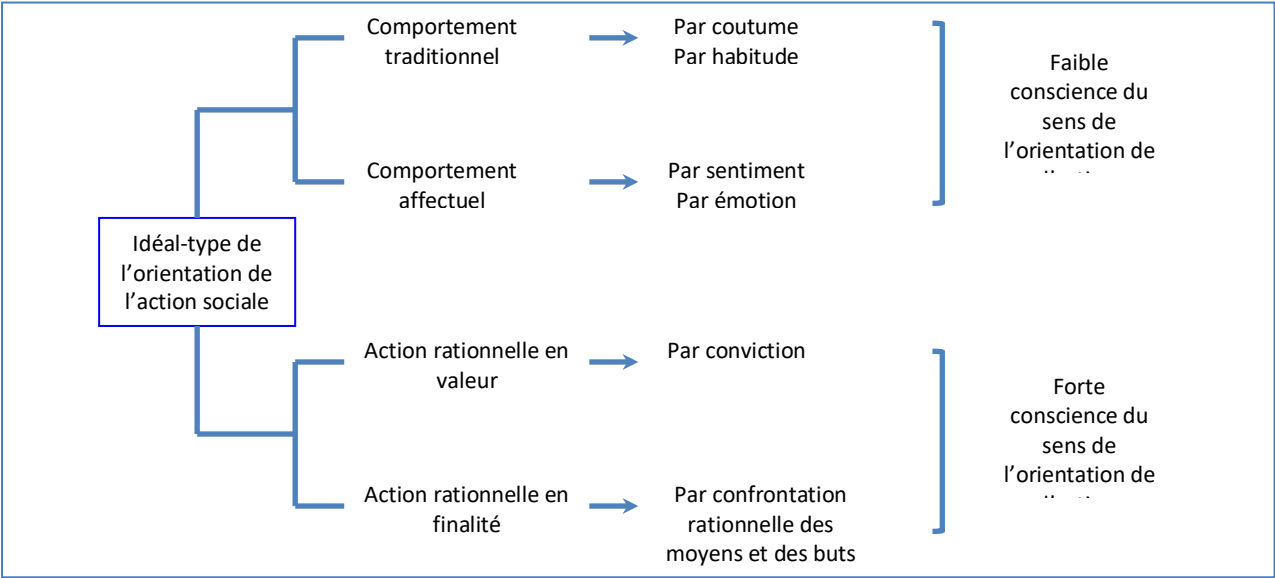 Comportement
traditionnel
Par coutume
Par habitude
Faible
conscience du
sens de
l’orientation de
Comportement
affectuel
Par sentiment
Par émotion
Idéal-type de
l’orientation de
l’action sociale
Action rationnelle en
valeur
Par conviction
Forte
conscience du
sens de
l’orientation de
Action rationnelle en
finalité
Par confrontation
rationnelle des
moyens et des buts